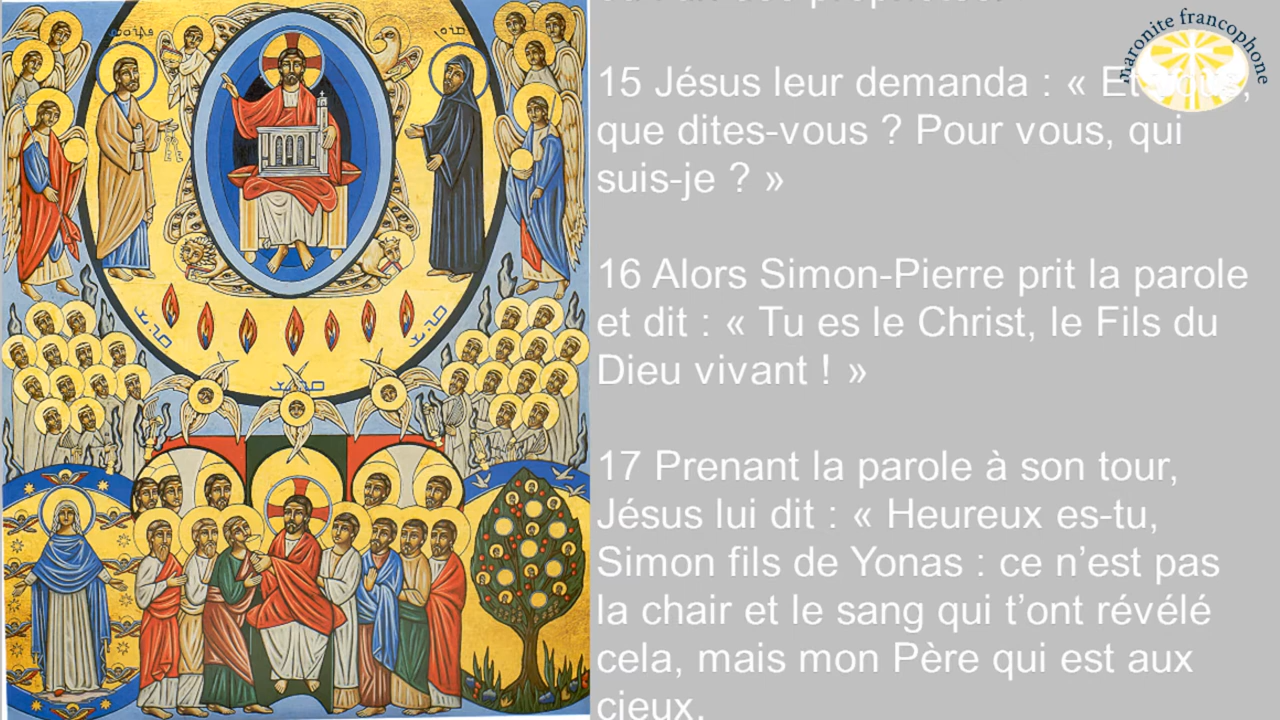 maronite francophone
15 Jésus leur demanda : « Et vous,
que dites-vous ? Pour vous, qui
suis-je ? »
16 Alors Simon-Pierre prit la parole
et dit : « Tu es le Christ, le Fils du
Dieu vivant ! »
17 Prenant la parole à son tour,
Jésus lui dit : « Heureux es-tu,
Simon fils de Yonas : ce n’est pas
la chair et le sang qui t’ont révélé
cela, mais mon Père qui est aux
cieux.